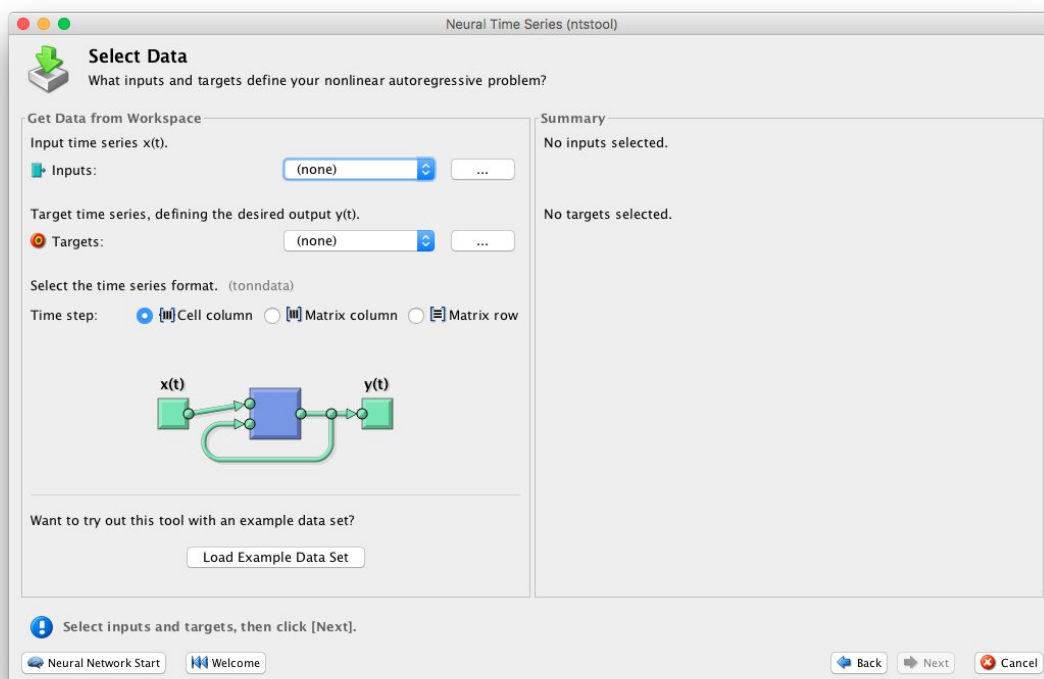 Neural Time Series (ntstool)
Select Data
What inputs and targets define your nonlinear autoregressive problem?
Get Data from Workspace
Input time series x(t).
Inputs: (none) ...
Target time series, defining the desired output y(t).
Targets: (none) ...
Select the time series format. (tonndata)
Time step: Cell column Matrix column Matrix row
x(t) y(t)
Want to try out this tool with an example data set?
Load Example Data Set
Summary
No inputs selected.
No targets selected.
Select inputs and targets, then click [Next].
Neural Network Start Welcome Back Next Cancel